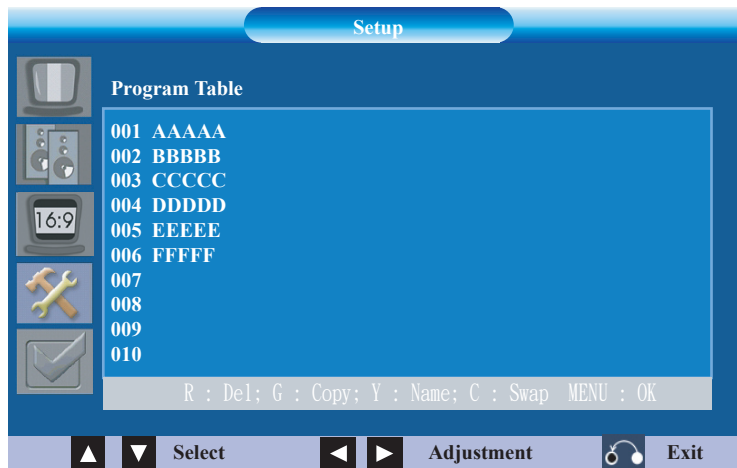 Setup
Program Table
001 AAAAA
002 BBBBB
003 CCCCC
16:9
004 DDDDD
005 EEEEE
006 FFFFF
007
008
009
010
R : Del; G : Copy; Y : Name; C : Swap MENU : OK
Select Adjustment Exit